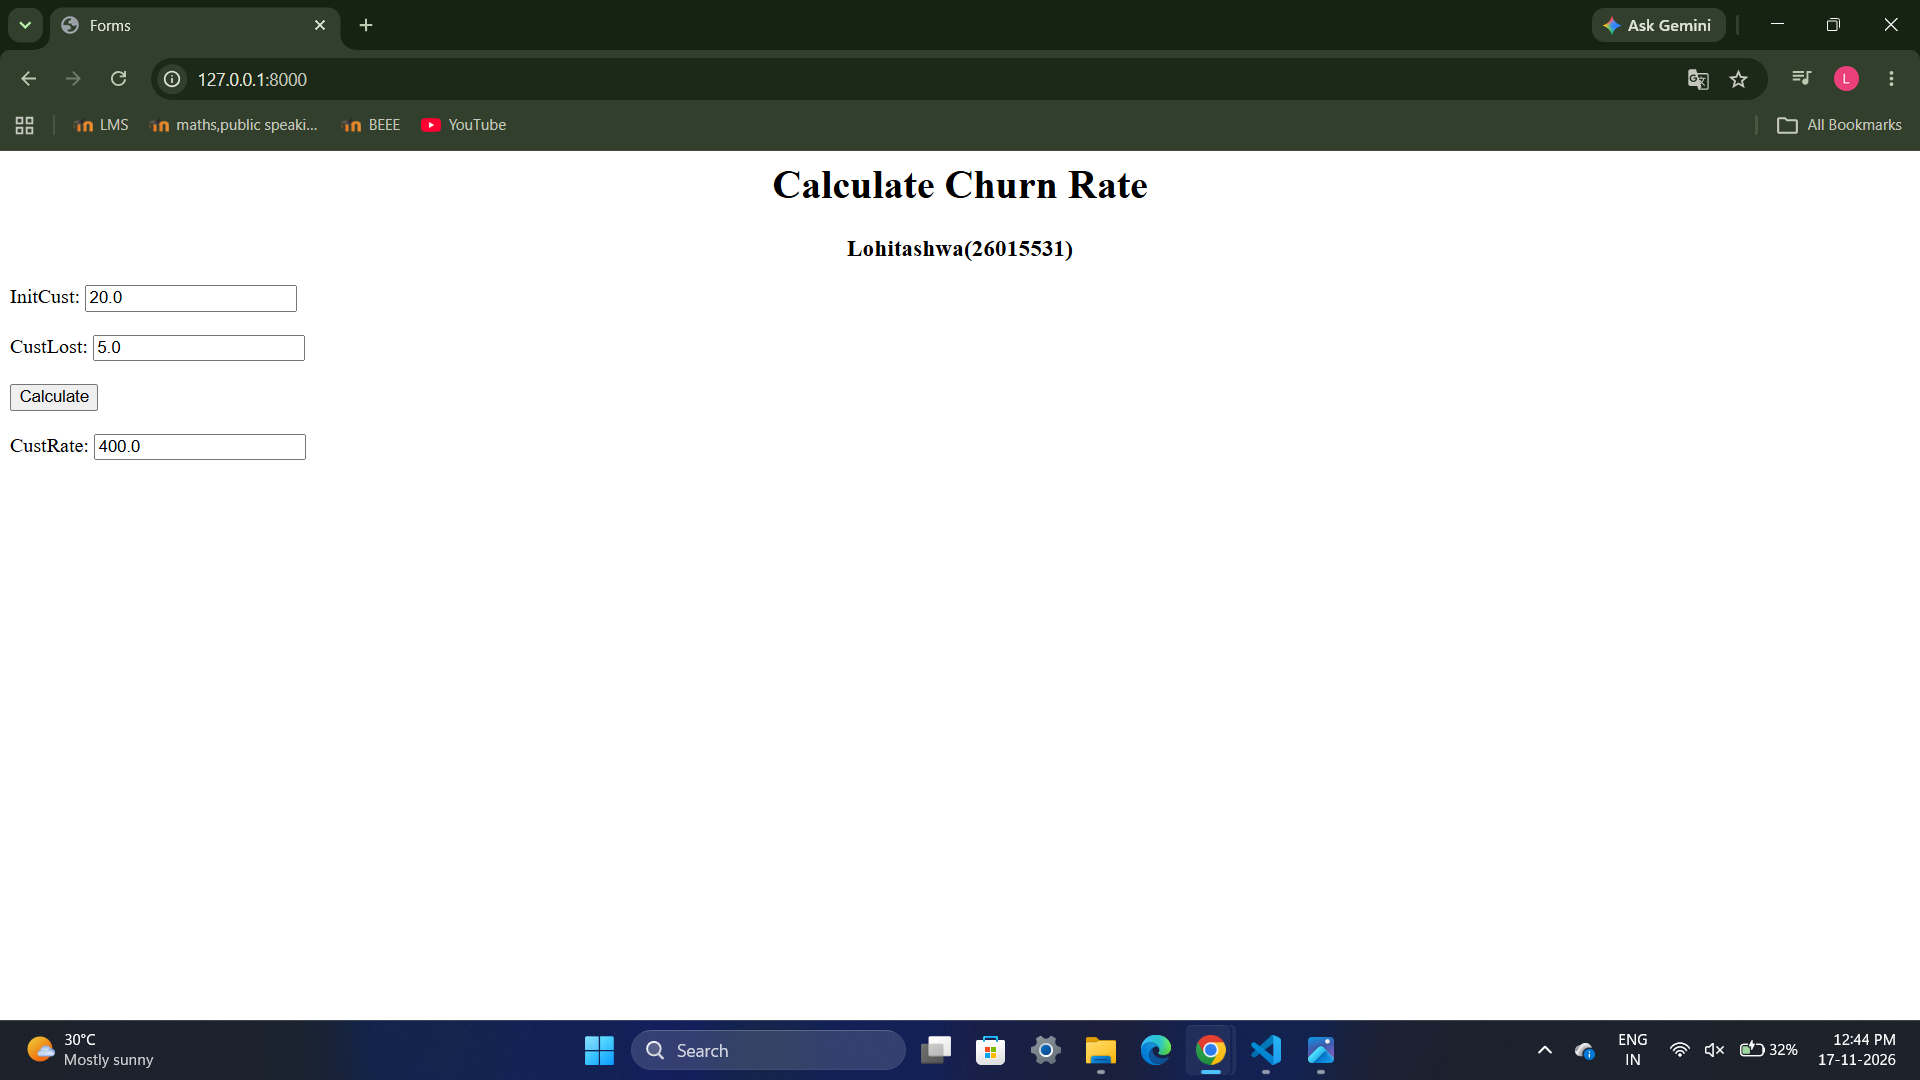 Forms
Ask Gemini
127.0.0.1:8000
L
LMS
maths,public speaki...
BEEE
YouTube
All Bookmarks
Calculate Churn Rate
Lohitashwa(26015531)
InitCust: 20.0
CustLost: 5.0
Calculate
CustRate: 400.0
30°C
Mostly sunny
Search
ENG
IN
32%
12:44 PM
17-11-2026